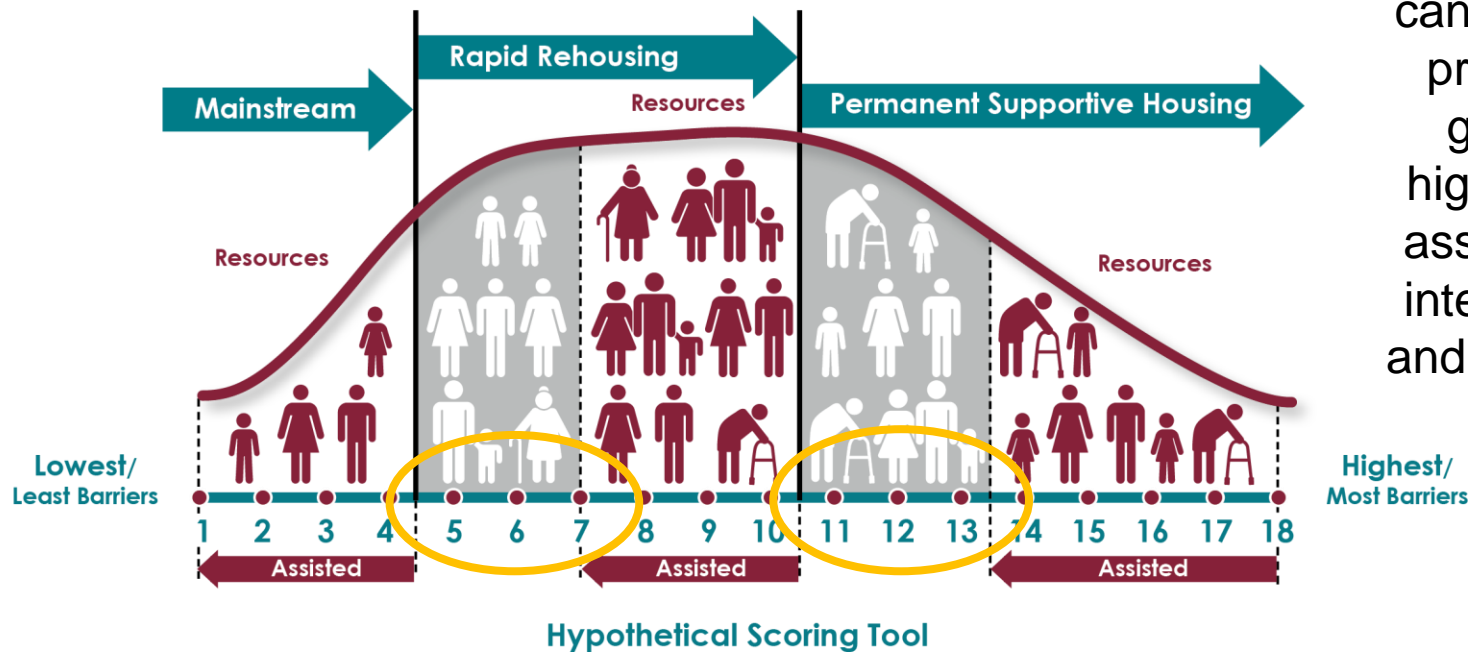 Rapid Rehousing
Mainstream
Resources
Permanent Supportive Housing
Resources
Resources
Lowest/
Least Barriers
Highest/
Most Barriers
1 2 3 4 5 6 7 8 9 10 11 12 13 14 15 16 17 18
Assisted Assisted Assisted
Hypothetical Scoring Tool
and